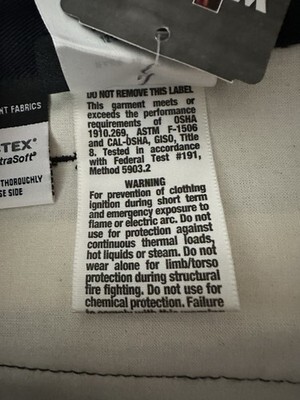 DO NOT REMOVE THIS LABEL
This garment meets or
exceeds the performance
requirements of OSHA
1910.269, ASTM F-1506
and CAL-OSHA, GISO, Title
8. Tested in accordance
with Federal Test #191,
Method 5903.2
WARNING
For prevention of clothing
ignition during short term
and emergency exposure to
flame or electric arc. Do not
use for protection against
continuous thermal loads,
hot liquids or steam. Do not
wear alone for limb/torso
protection during structural
fire fighting. Do not use for
chemical protection. Failure
NT FABRICS
TEX®
traSoft®
THOROUGHLY
SE SIDE